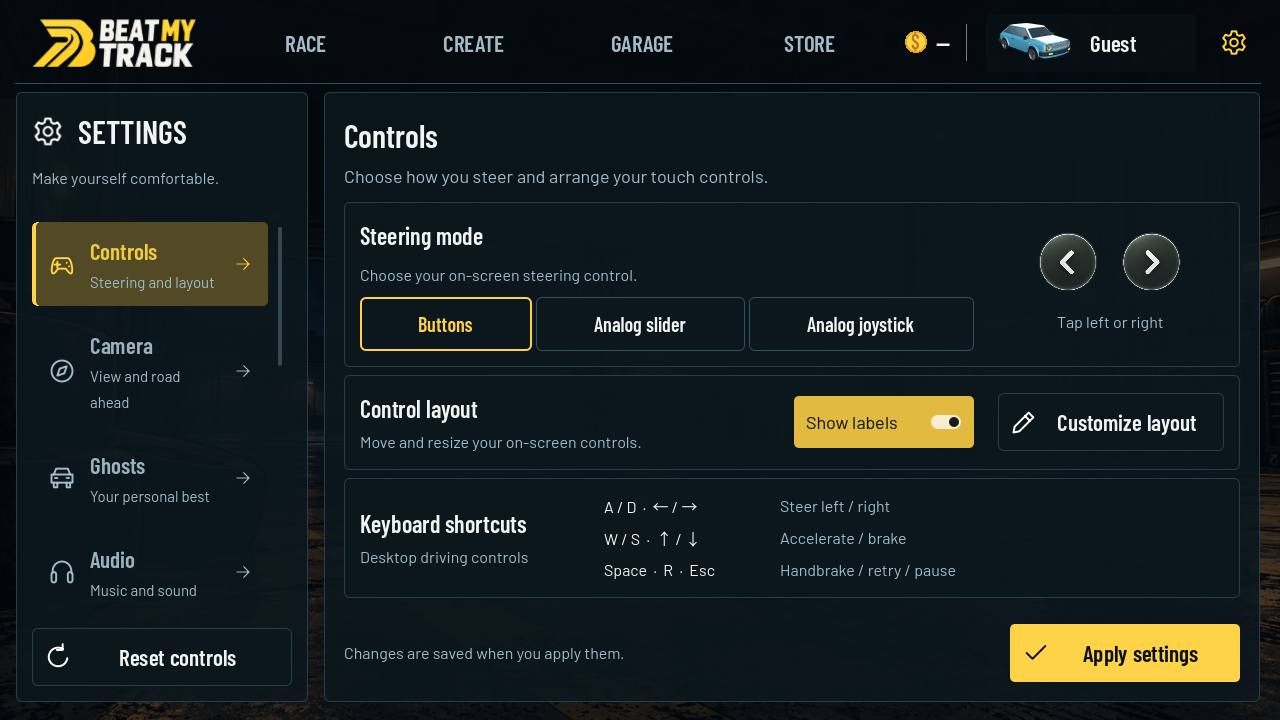 BEATMY
TRACK
RACE
CREATE
GARAGE
STORE
–
Guest
SETTINGS
Make yourself comfortable.
Controls
Steering and layout
Camera
View and road
ahead
Ghosts
Your personal best
Audio
Music and sound
Reset controls
Controls
Choose how you steer and arrange your touch controls.
Steering mode
Choose your on-screen steering control.
Buttons
Analog slider
Analog joystick
Tap left or right
Control layout
Move and resize your on-screen controls.
Show labels
Customize layout
Keyboard shortcuts
Desktop driving controls
A / D · ← / → Steer left / right
W / S · ↑ / ↓ Accelerate / brake
Space · R · Esc Handbrake / retry / pause
Changes are saved when you apply them.
Apply settings